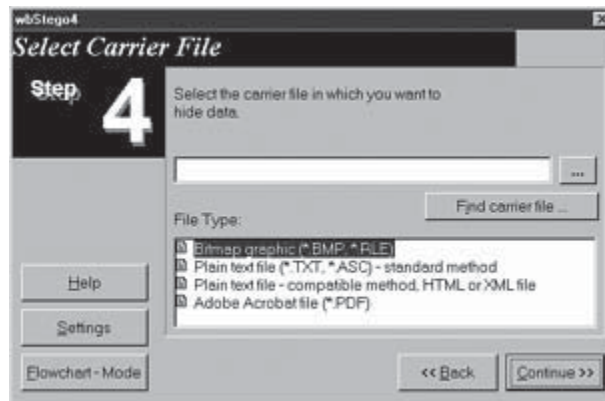 wbStego4
Select Carrier File
Step 4
Select the carrier file in which you want to
hide data.
...
Find carrier file ...
File Type:
Bitmap graphic (*.BMP, *.RLE)
Plain text file (*.TXT, *.ASC) - standard method
Plain text file - compatible method, HTML or XML file
Adobe Acrobat file (*.PDF)
Help
Settings
Flowchart - Mode
<< Back
Continue >>